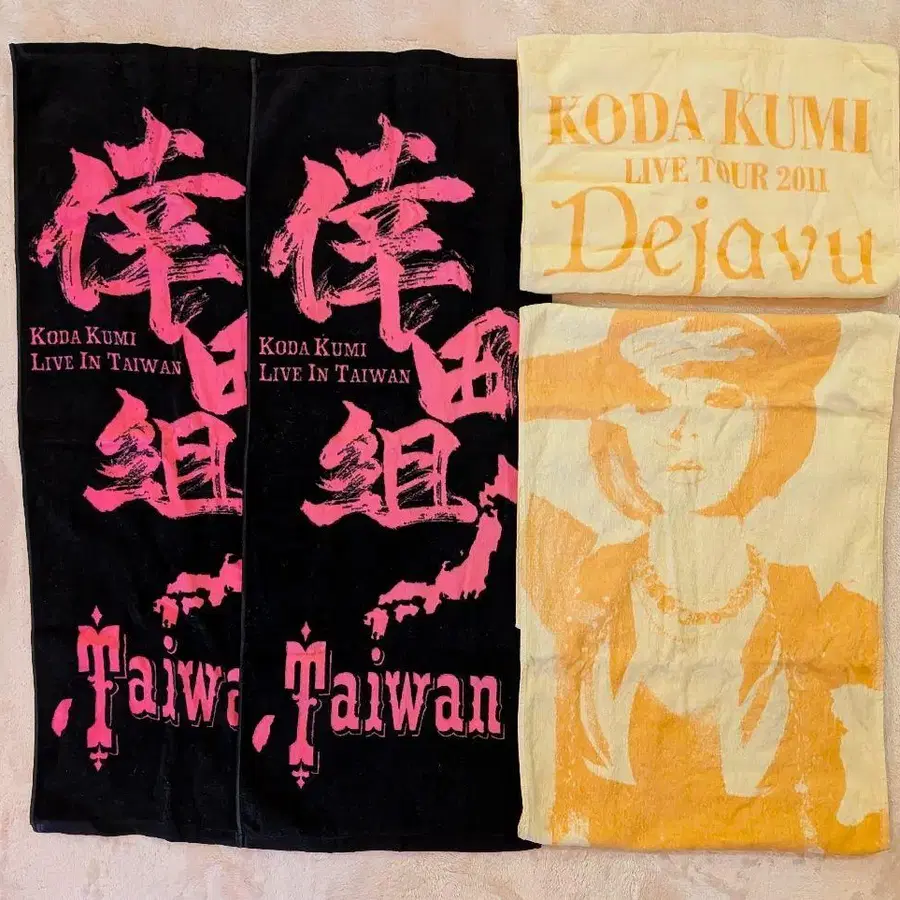 倖田組
KODA KUMI
LIVE IN TAIWAN
Taiwa
倖田組
KODA KUMI
LIVE IN TAIWAN
Taiwan
KODA KUMI
LIVE TOUR 2011
Dejavu